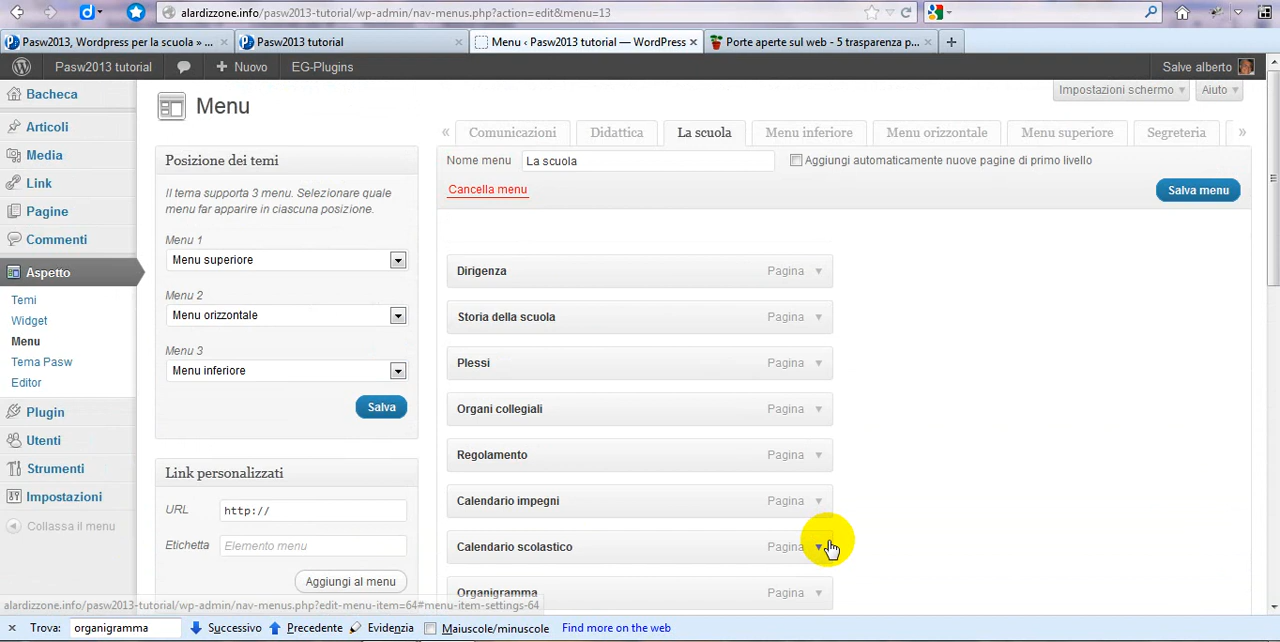 alardizzone.info/pasw2013-tutorial/wp-admin/nav-menus.php?action=edit&menu=13
Pasw2013, Wordpress per la scuola » ...
Pasw2013 tutorial
Menu ‹ Pasw2013 tutorial — WordPress
Porte aperte sul web - 5 trasparenza p...
Pasw2013 tutorial
Nuovo
EG-Plugins
Salve alberto
Bacheca
Articoli
Media
Link
Pagine
Commenti
Aspetto
Temi
Widget
Menu
Tema Pasw
Editor
Plugin
Utenti
Strumenti
Impostazioni
Collassa il menu
Menu
Impostazioni schermo
Aiuto
Posizione dei temi
Il tema supporta 3 menu. Selezionare quale
menu far apparire in ciascuna posizione.
Menu 1
Menu superiore
Menu 2
Menu orizzontale
Menu 3
Menu inferiore
Salva
Link personalizzati
URL
http://
Etichetta
Elemento menu
Aggiungi al menu
« Comunicazioni Didattica La scuola Menu inferiore Menu orizzontale Menu superiore Segreteria »
Nome menu La scuola Aggiungi automaticamente nuove pagine di primo livello
Cancella menu
Salva menu
Dirigenza Pagina
Storia della scuola Pagina
Plessi Pagina
Organi collegiali Pagina
Regolamento Pagina
Calendario impegni Pagina
Calendario scolastico Pagina
Organigramma Pagina
alardizzone.info/pasw2013-tutorial/wp-admin/nav-menus.php?edit-menu-item=64#menu-item-settings-64
Trova: organigramma Successivo Precedente Evidenzia Maiuscole/minuscole Find more on the web